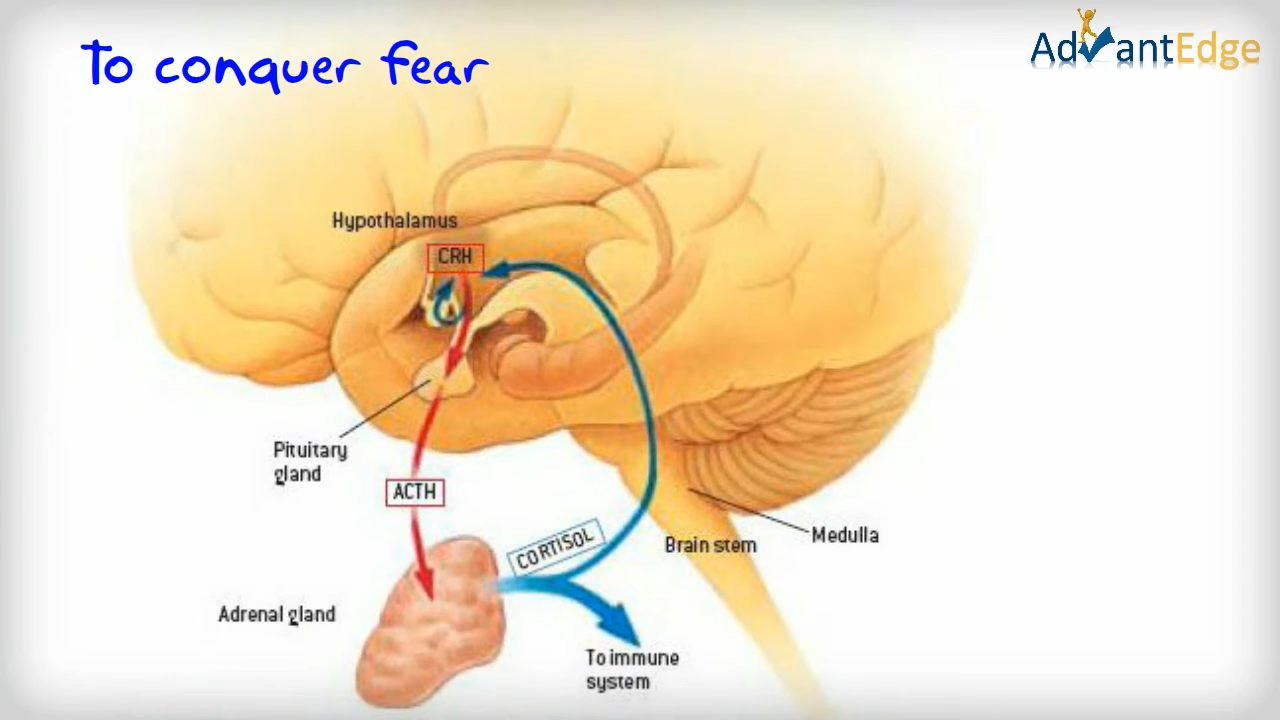 To conquer fear
AdvantEdge
Hypothalamus
CRH
Pituitary
gland
ACTH
CORTISOL
Brain stem
Medulla
Adrenal gland
To immune
system